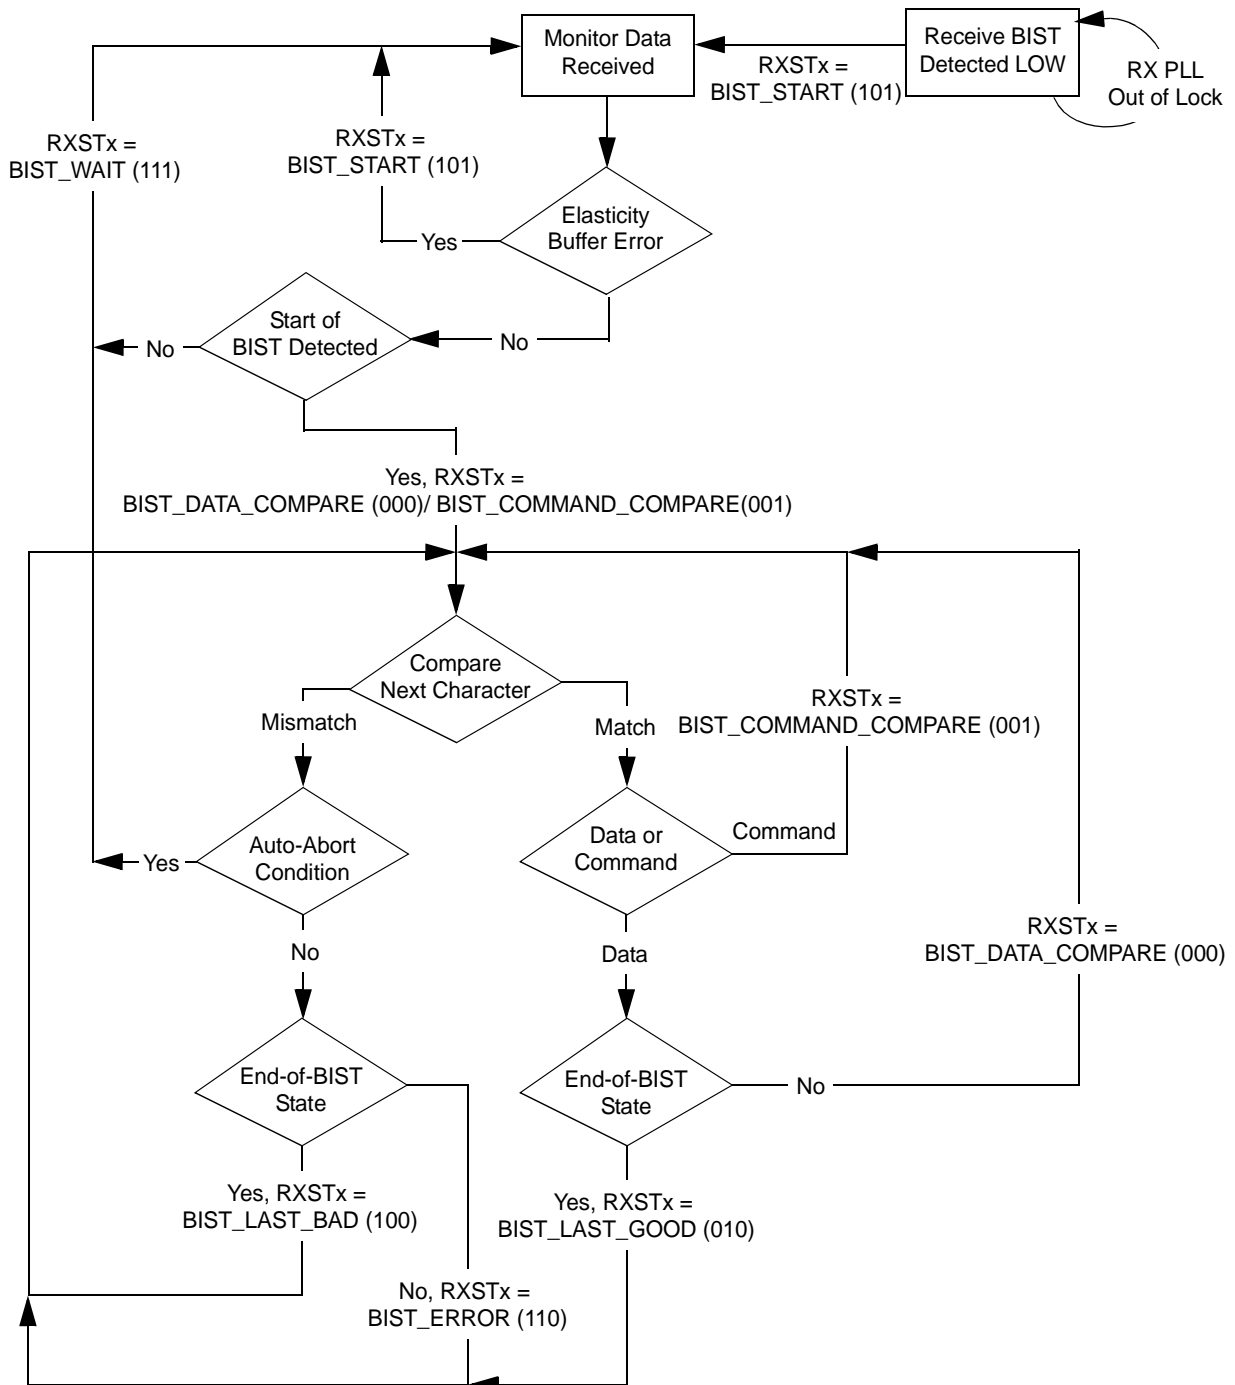 Monitor Data
Received
Receive BIST
Detected LOW
RX PLL
Out of Lock
RXSTx =
BIST_START (101)
RXSTx =
BIST_WAIT (111)
RXSTx =
BIST_START (101)
Elasticity
Buffer Error
Yes
Start of
BIST Detected
No
No
Yes, RXSTx =
BIST_DATA_COMPARE (000)/ BIST_COMMAND_COMPARE(001)
Compare
Next Character
Mismatch
Match
RXSTx =
BIST_COMMAND_COMPARE (001)
Auto-Abort
Condition
Yes
Data or
Command
Command
No
Data
RXSTx =
BIST_DATA_COMPARE (000)
End-of-BIST
State
End-of-BIST
State
No
Yes, RXSTx =
BIST_LAST_BAD (100)
Yes, RXSTx =
BIST_LAST_GOOD (010)
No, RXSTx =
BIST_ERROR (110)